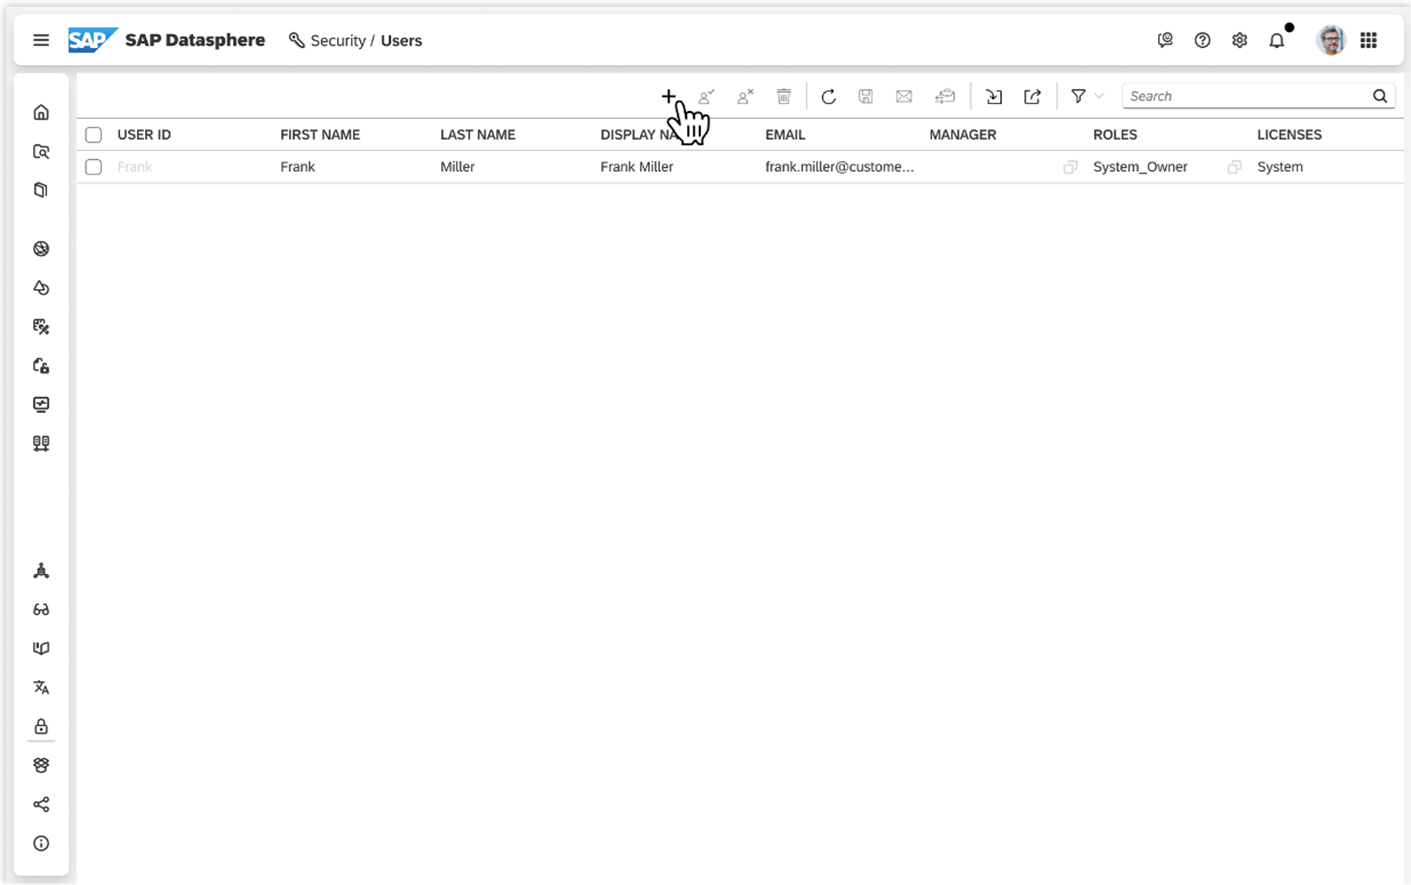 SAP SAP Datasphere Security / Users
Search
USER ID FIRST NAME LAST NAME DISPLAY NA EMAIL MANAGER ROLES LICENSES
Frank Frank Miller Frank Miller frank.miller@custome... System_Owner System